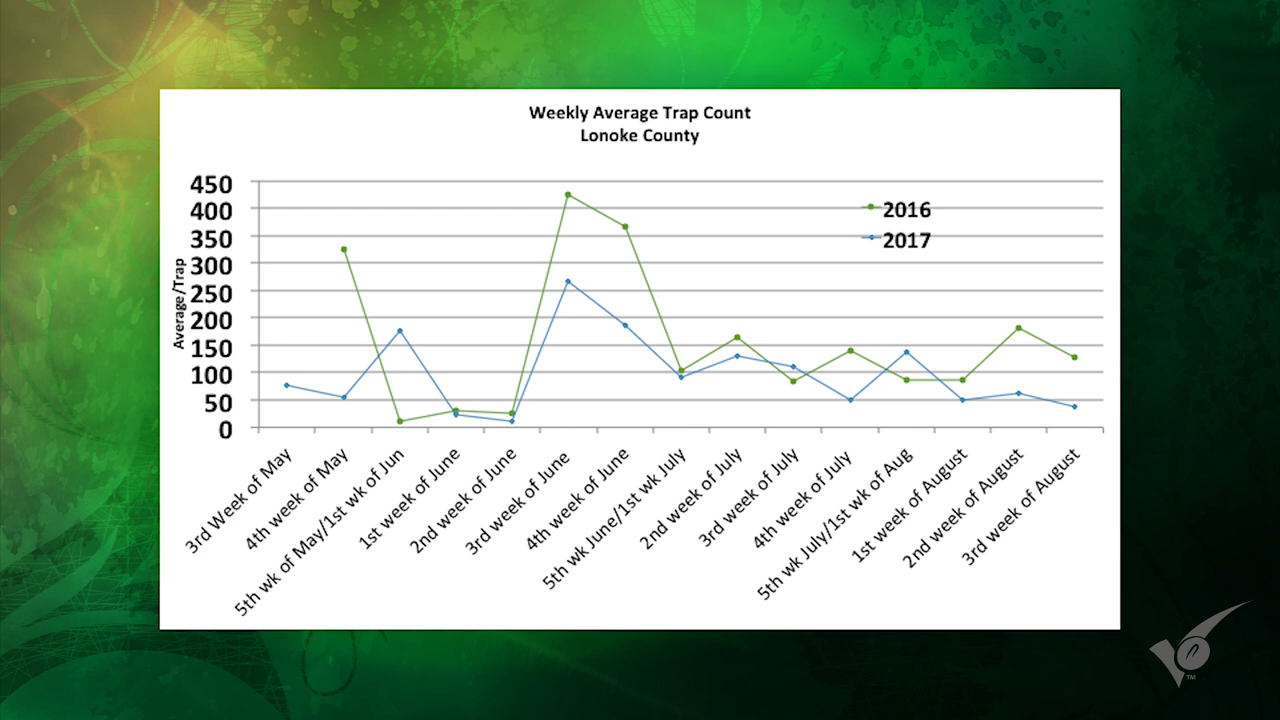 Weekly Average Trap Count
Lonoke County
450
400
350
300
250
200
150
100
50
0
Average/Trap
2016
2017
3rd Week of May
4th week of May
5th wk of May/1st wk of Jun
1st week of June
2nd week of June
3rd week of June
4th week of June
5th wk June/1st wk July
2nd week of July
3rd week of July
4th week of July
5th wk July/1st wk of Aug
1st week of August
2nd week of August
3rd week of August
TM